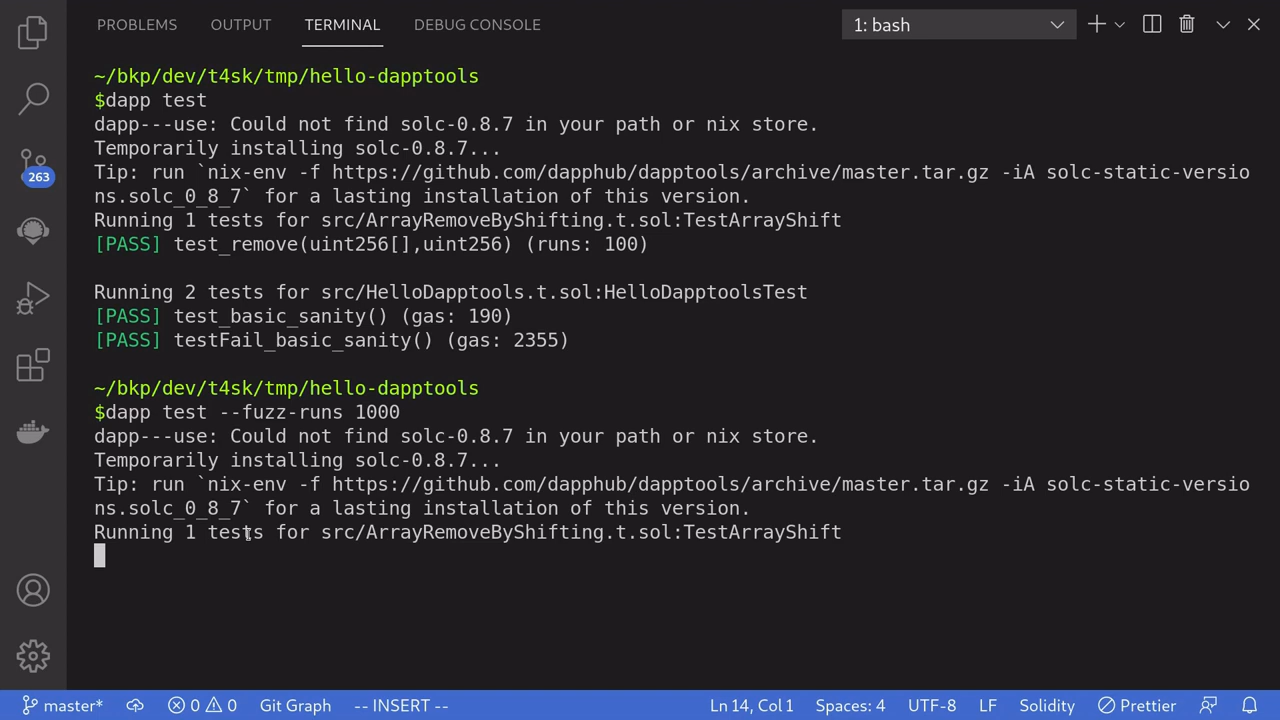 PROBLEMS OUTPUT TERMINAL DEBUG CONSOLE 1: bash
~/bkp/dev/t4sk/tmp/hello-dapptools
$dapp test
dapp---use: Could not find solc-0.8.7 in your path or nix store.
Temporarily installing solc-0.8.7...
Tip: run `nix-env -f https://github.com/dapphub/dapptools/archive/master.tar.gz -iA solc-static-versio
ns.solc_0_8_7` for a lasting installation of this version.
Running 1 tests for src/ArrayRemoveByShifting.t.sol:TestArrayShift
[PASS] test_remove(uint256[],uint256) (runs: 100)
Running 2 tests for src/HelloDapptools.t.sol:HelloDapptoolsTest
[PASS] test_basic_sanity() (gas: 190)
[PASS] testFail_basic_sanity() (gas: 2355)
~/bkp/dev/t4sk/tmp/hello-dapptools
$dapp test --fuzz-runs 1000
dapp---use: Could not find solc-0.8.7 in your path or nix store.
Temporarily installing solc-0.8.7...
Tip: run `nix-env -f https://github.com/dapphub/dapptools/archive/master.tar.gz -iA solc-static-versio
ns.solc_0_8_7` for a lasting installation of this version.
Running 1 tests for src/ArrayRemoveByShifting.t.sol:TestArrayShift
263
master* 0 0 Git Graph -- INSERT -- Ln 14, Col 1 Spaces: 4 UTF-8 LF Solidity Prettier